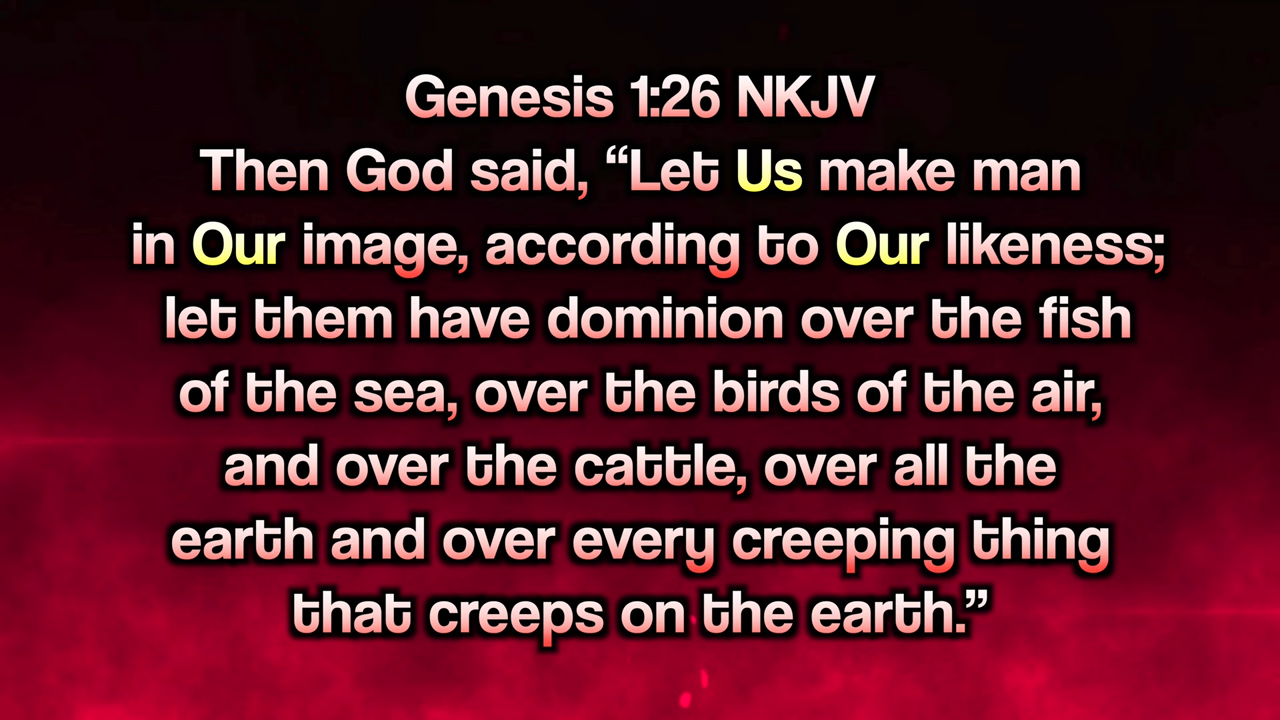 Genesis 1:26 NKJV
Then God said, “Let Us make man
in Our image, according to Our likeness;
let them have dominion over the fish
of the sea, over the birds of the air,
and over the cattle, over all the
earth and over every creeping thing
that creeps on the earth.”